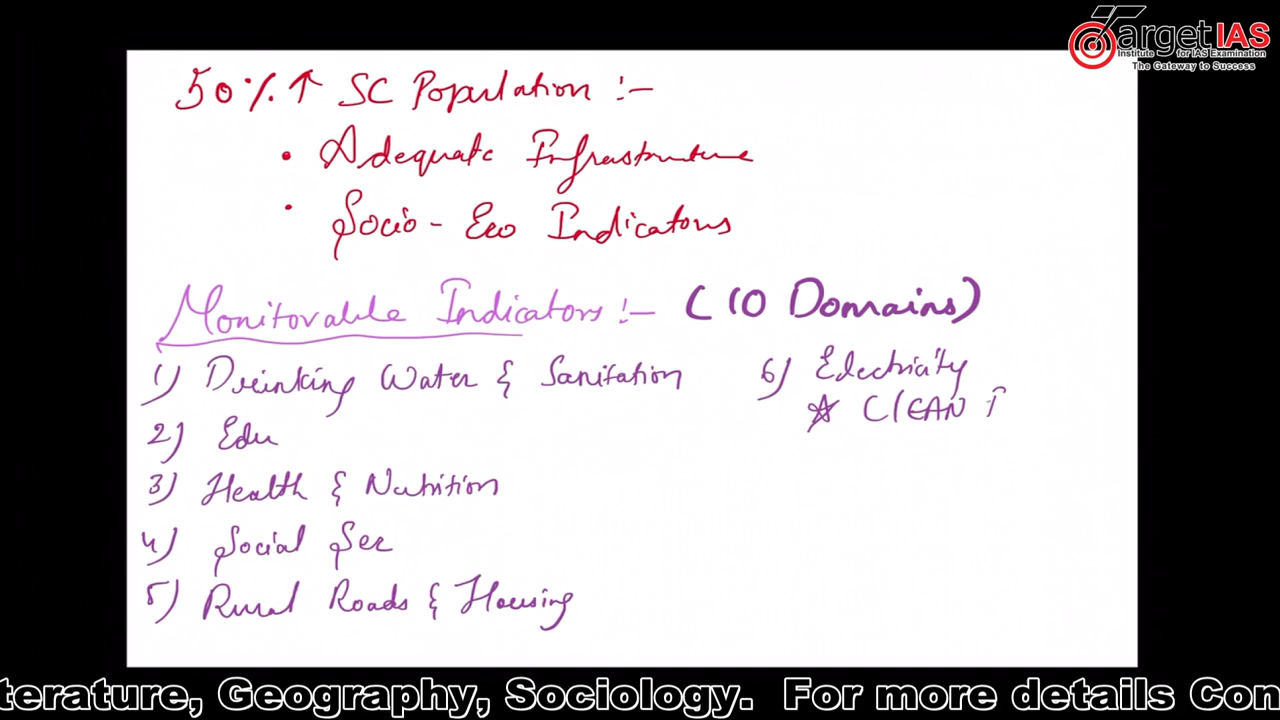 Target IAS
Institute for IAS Examination
The Gateway to Success
50% ↑ SC Population :-
• Adequate Infrastructure
• Socio - Eco Indicators
Monitorable Indicators :- (10 Domains)
1) Drinking Water & Sanitation
2) Edu
3) Health & Nutrition
4) Social Sec
5) Rural Roads & Housing
6) Electricity
☆ CLEAN
terature, Geography, Sociology. For more details Con